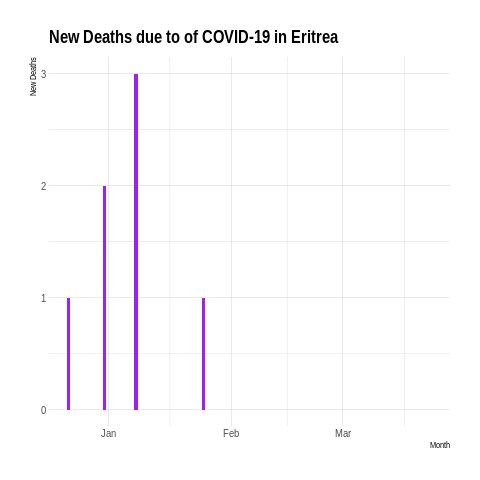 New Deaths due to of COVID-19 in Eritrea
New Deaths
3
2
1
0
Jan Feb Mar
Month